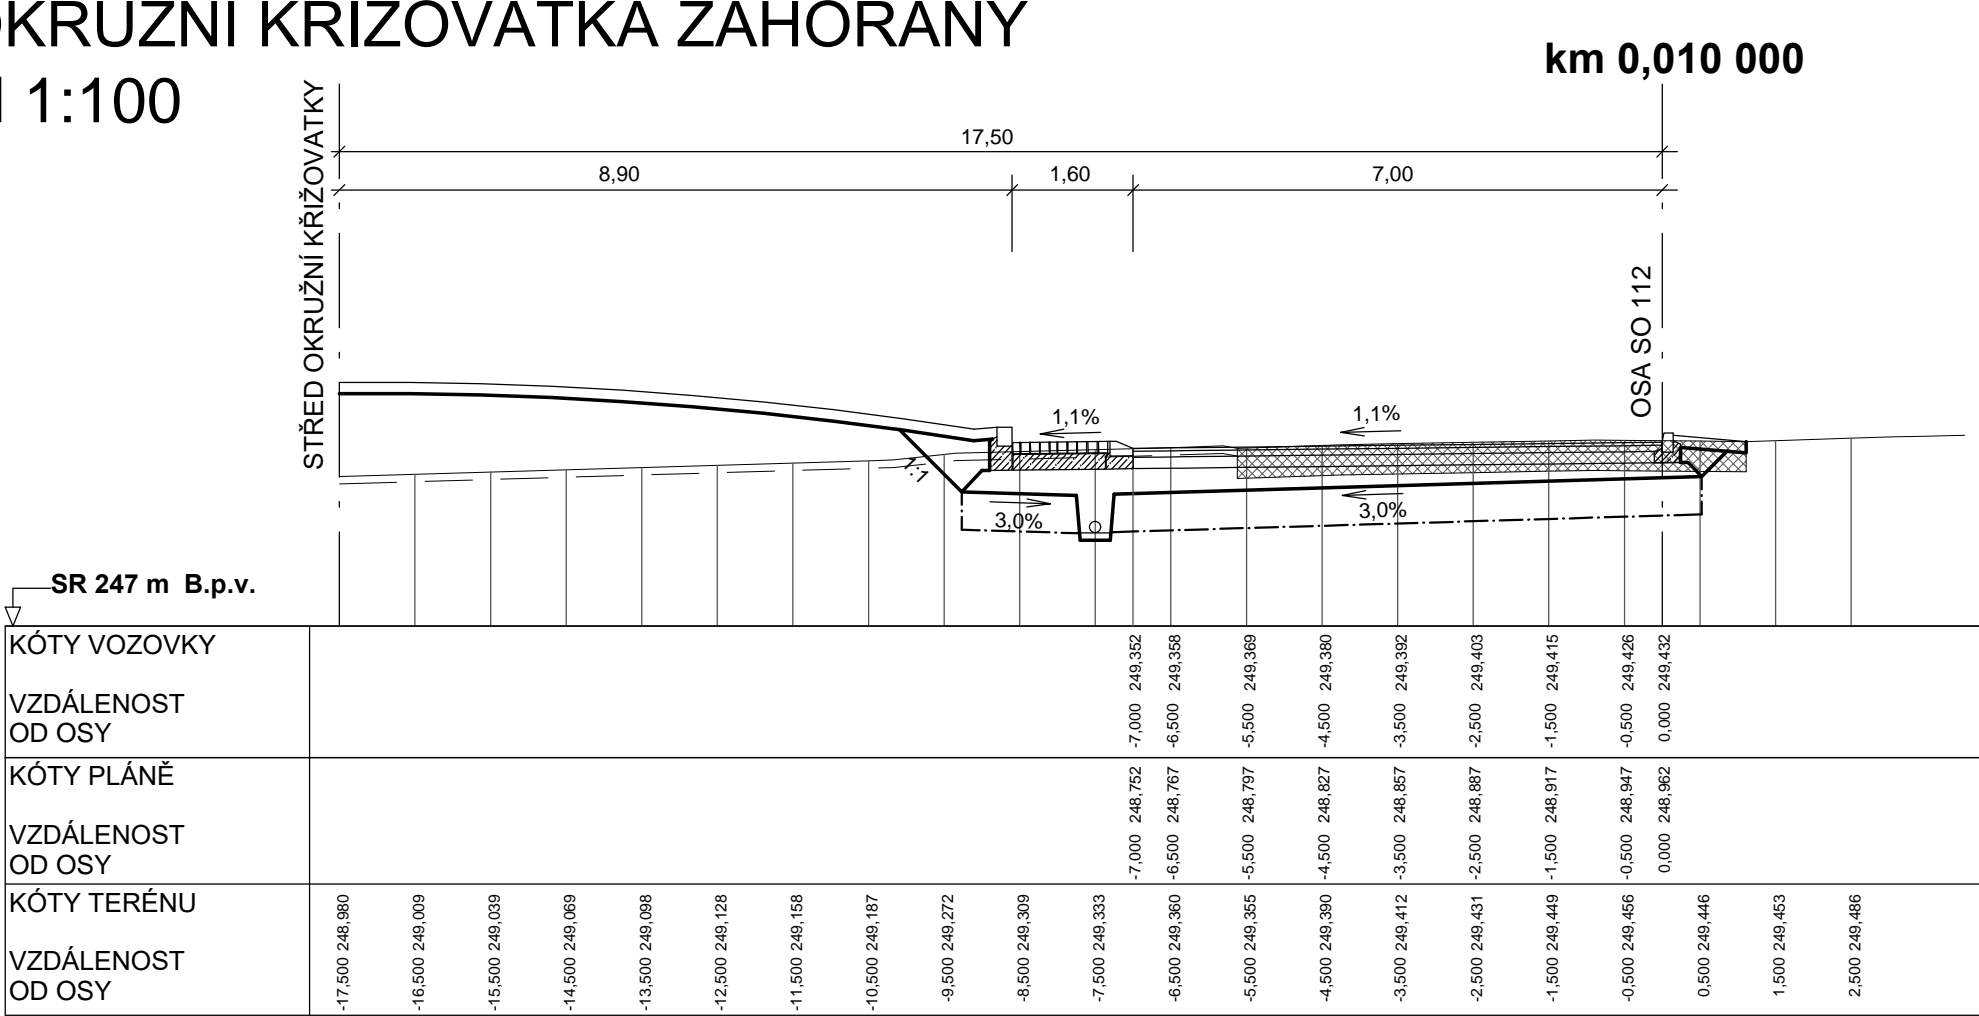 OKRUŽNÍ KŘIŽOVATKA ZAHOŘANY
1:100
km 0,010 000
STŘED OKRUŽNÍ KŘIŽOVATKY
17,50
8,90 1,60 7,00
OSA SO 112
1,1% 1,1%
1:1
3,0% 3,0%
SR 247 m B.p.v.
KÓTY VOZOVKY
249,352 249,358 249,369 249,380 249,392 249,403 249,415 249,426 249,432
VZDÁLENOST
OD OSY
-7,000 -6,500 -5,500 -4,500 -3,500 -2,500 -1,500 -0,500 0,000
KÓTY PLÁNĚ
248,752 248,767 248,797 248,827 248,857 248,887 248,917 248,947 248,962
VZDÁLENOST
OD OSY
-7,000 -6,500 -5,500 -4,500 -3,500 -2,500 -1,500 -0,500 0,000
KÓTY TERÉNU
248,980 249,009 249,039 249,069 249,098 249,128 249,158 249,187 249,272 249,309 249,333 249,360 249,355 249,390 249,412 249,431 249,449 249,456 249,446 249,453 249,486
VZDÁLENOST
OD OSY
-17,500 -16,500 -15,500 -14,500 -13,500 -12,500 -11,500 -10,500 -9,500 -8,500 -7,500 -6,500 -5,500 -4,500 -3,500 -2,500 -1,500 -0,500 0,500 1,500 2,500